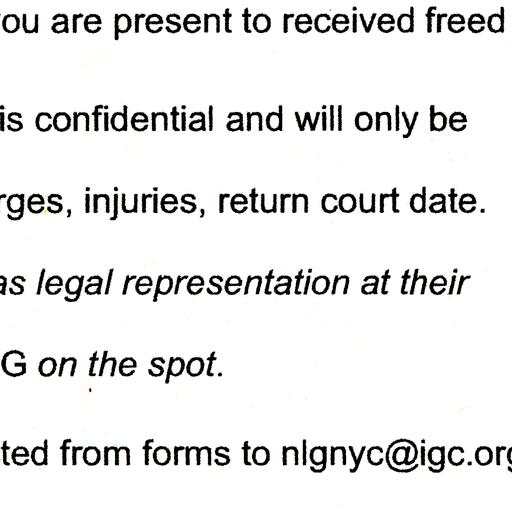 ou are present to received freed
is confidential and will only be
rges, injuries, return court date.
as legal representation at their
G on the spot.
ted from forms to nlgnyc@igc.org